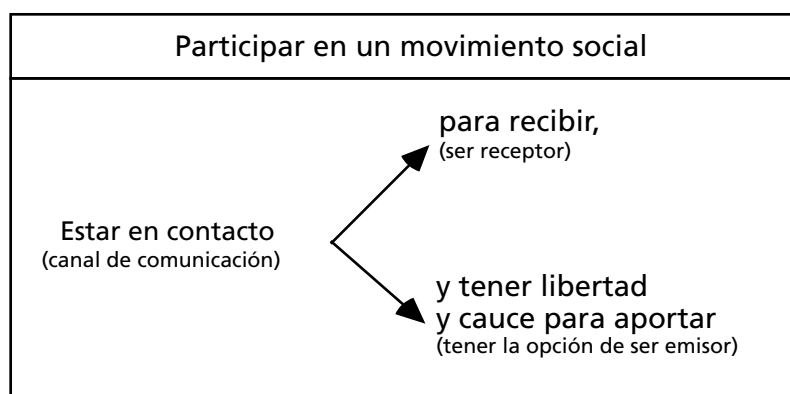 Participar en un movimiento social
para recibir,
(ser receptor)
Estar en contacto
(canal de comunicación)
y tener libertad
y cauce para aportar
(tener la opción de ser emisor)